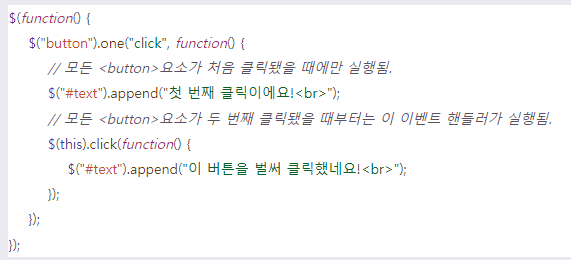 $(function() {
$("button").one("click", function() {
// 모든 <button>요소가 처음 클릭됐을 때에만 실행됨.
$("#text").append("첫 번째 클릭이에요!<br>");
// 모든 <button>요소가 두 번째 클릭됐을 때부터는 이 이벤트 핸들러가 실행됨.
$(this).click(function() {
$("#text").append("이 버튼을 벌써 클릭했네요!<br>");
});
});
});